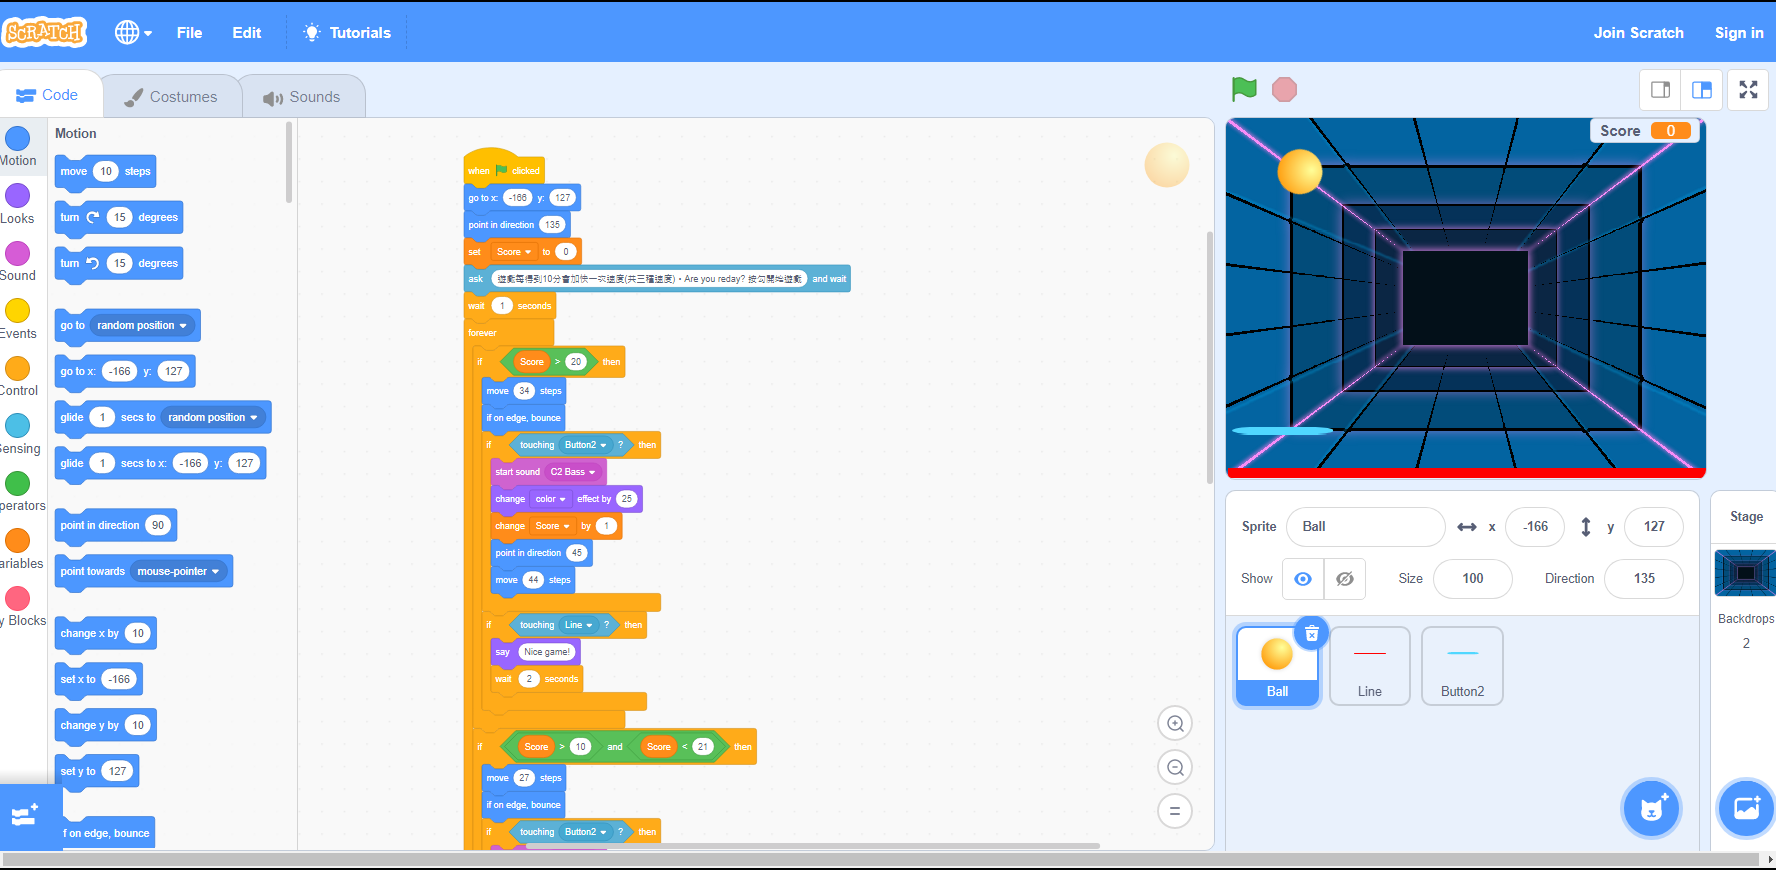 SCRATCH File Edit Tutorials Join Scratch Sign in
Code Costumes Sounds
Motion
Looks
Sound
Events
Control
ensing
perators
ariables
y Blocks
Motion
move 10 steps
turn 15 degrees
turn 15 degrees
go to random position
go to x: -166 y: 127
glide 1 secs to random position
glide 1 secs to x: -166 y: 127
point in direction 90
point towards mouse-pointer
change x by 10
set x to -166
change y by 10
set y to 127
if on edge, bounce
when clicked
go to x: -166 y: 127
point in direction 135
set Score to 0
ask 遊戲每得到10分會加快一次速度(共三種速度)。Are you reday? 按勾開始遊戲 and wait
wait 1 seconds
forever
if Score > 20 then
move 34 steps
if on edge, bounce
if touching Button2 ? then
start sound C2 Bass
change color effect by 25
change Score by 1
point in direction 45
move 44 steps
if touching Line ? then
say Nice game!
wait 2 seconds
if Score > 10 and Score < 21 then
move 27 steps
if on edge, bounce
if touching Button2 ? then
Score 0
Sprite Ball x -166 y 127
Show Size 100 Direction 135
Ball Line Button2
Stage
Backdrops
2